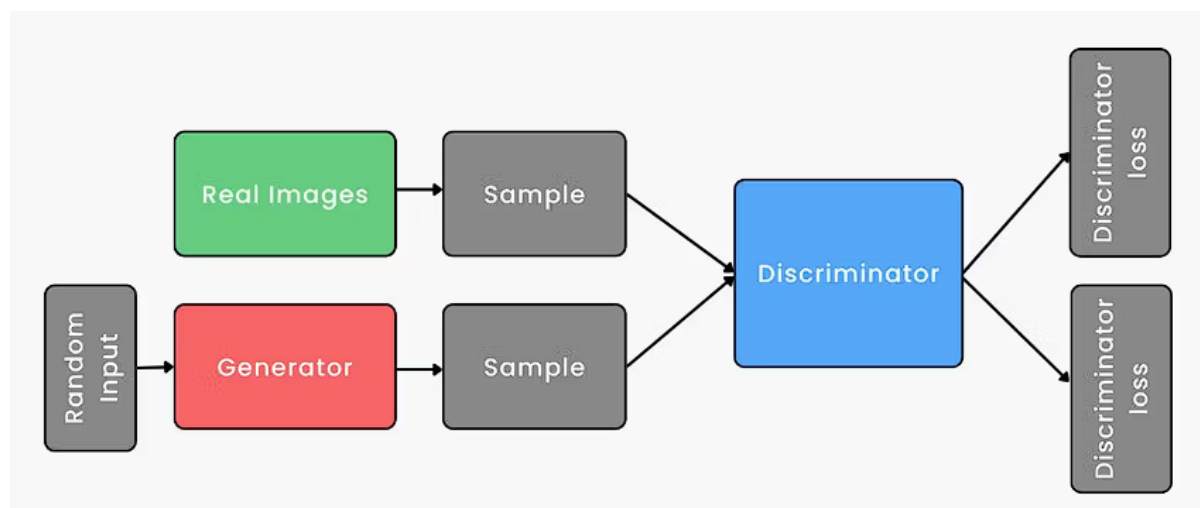 Real Images
Sample
Discriminator
loss
Discriminator
Random
Input
Generator
Sample
Discriminator
loss